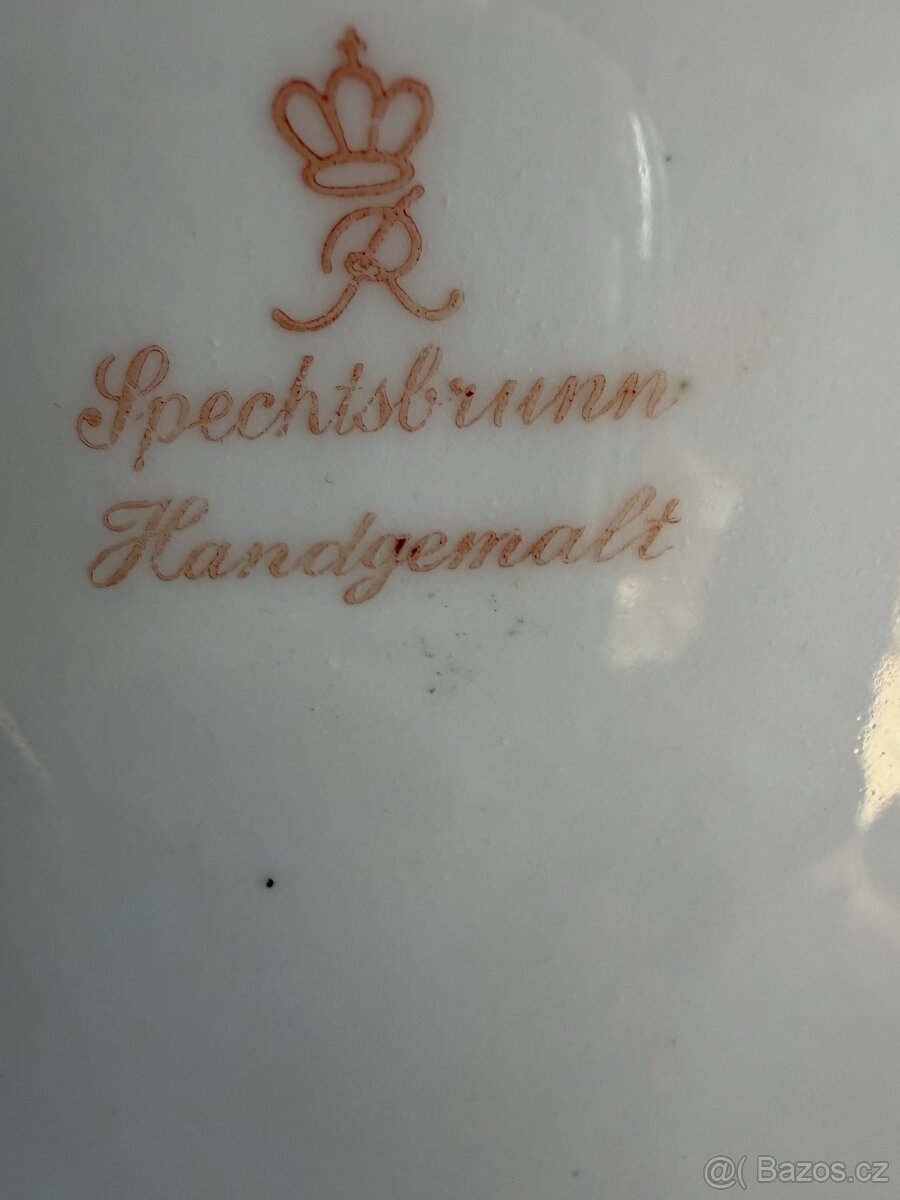 R
Spechtsbrunn
Handgemalt
@( Bazos.cz